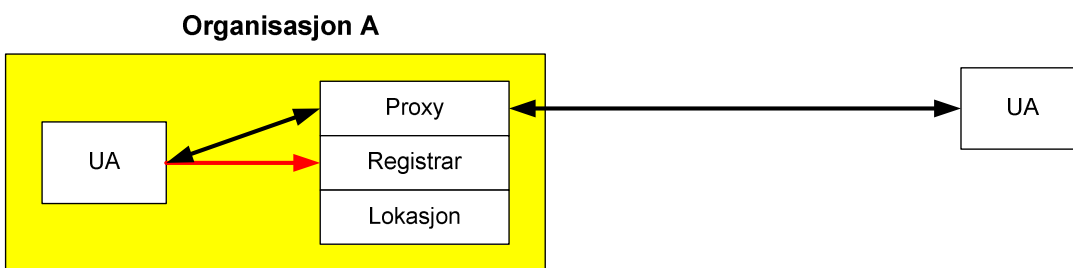 Organisasjon A
UA
Proxy
Registrar
Lokasjon
UA